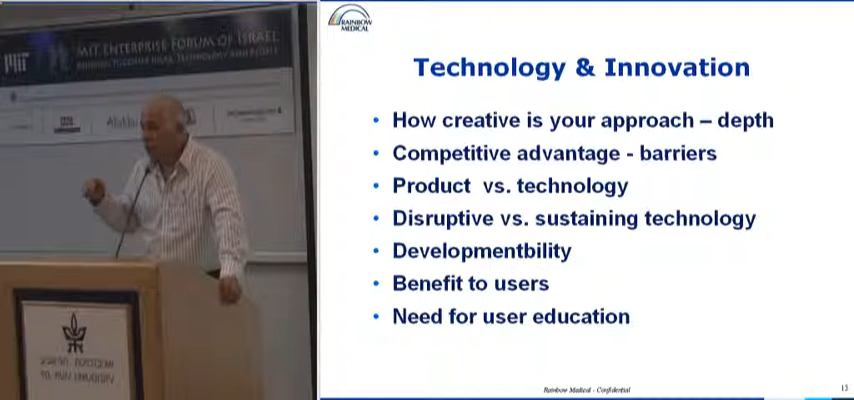 MIT ENTERPRISE FORUM OF ISRAEL
RAINBOW
MEDICAL
Technology & Innovation
• How creative is your approach – depth
• Competitive advantage - barriers
• Product vs. technology
• Disruptive vs. sustaining technology
• Developmentbility
• Benefit to users
• Need for user education
Rainbow Medical - Confidential
13